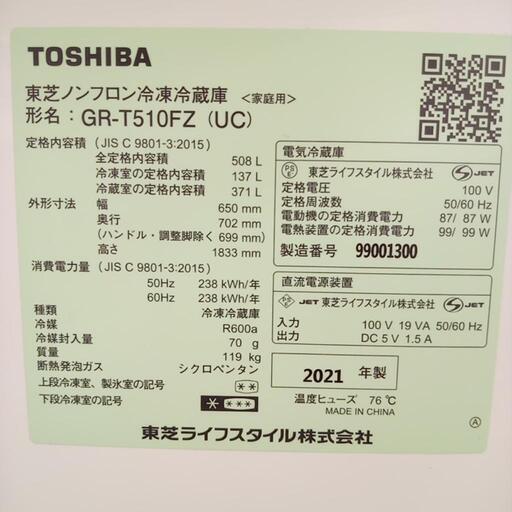 TOSHIBA
東芝ノンフロン冷凍冷蔵庫 <家庭用>
形名：GR-T510FZ (UC)
定格内容積 (JIS C 9801-3:2015)
全定格内容積 508 L
冷凍室の定格内容積 137 L
冷蔵室の定格内容積 371 L
外形寸法 幅 650 mm
奥行 702 mm
(ハンドル・調整脚除く 699 mm)
高さ 1833 mm
消費電力量 (JIS C 9801-3:2015)
50Hz 238 kWh/年
60Hz 238 kWh/年
種類 冷凍冷蔵庫
冷媒 R600a
冷媒封入量 70 g
質量 119 kg
断熱発泡ガス シクロペンタン
上段冷凍室、製氷室の記号 **
下段冷凍室の記号 * ***
電気冷蔵庫
PS E 東芝ライフスタイル株式会社 S JET
定格電圧 100 V
定格周波数 50/60 Hz
電動機の定格消費電力 87/ 87 W
電熱装置の定格消費電力 99/ 99 W
製造番号 99001300
直流電源装置
PS E JET 東芝ライフスタイル株式会社 S JET
入力 100 V 19 VA 50/60 Hz
出力 DC 5 V 1.5 A
2021 年製
温度ヒューズ 76 ℃
MADE IN CHINA
A
東芝ライフスタイル株式会社